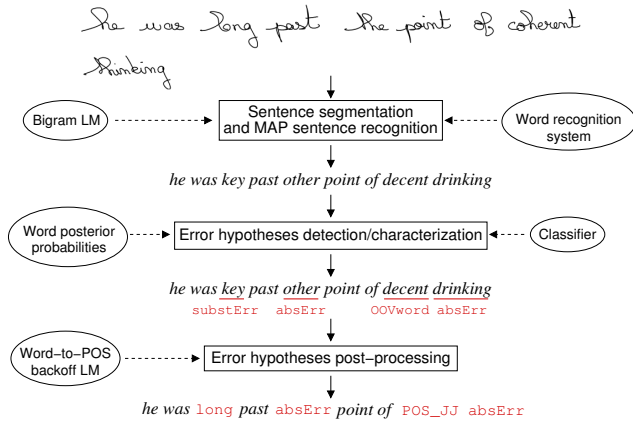 he was long past the point of coherent
thinking
Bigram LM
Sentence segmentation
and MAP sentence recognition
Word recognition
system
he was key past other point of decent drinking
Word posterior
probabilities
Error hypotheses detection/characterization
Classifier
he was key past other point of decent drinking
substErr absErr OOVword absErr
Word−to−POS
backoff LM
Error hypotheses post−processing
he was long past absErr point of POS_JJ absErr